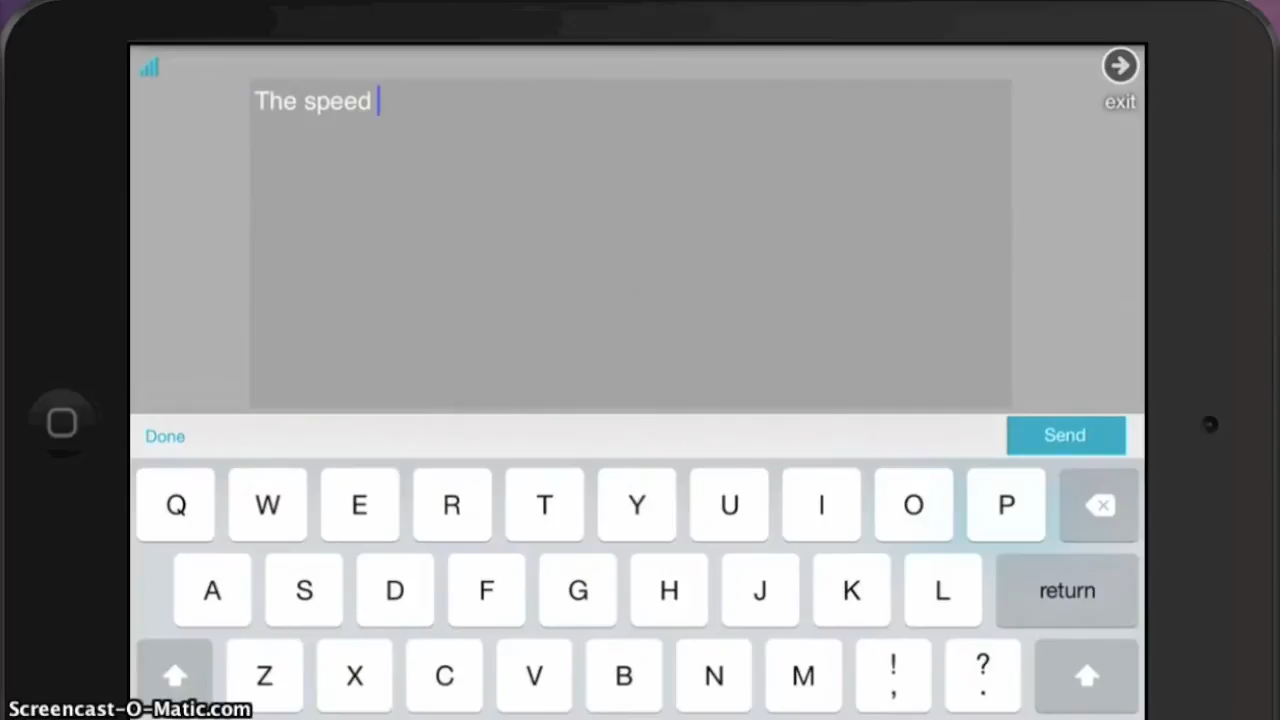 The speed
exit
Done
Send
Q W E R T Y U I O P
A S D F G H J K L return
Z X C V B N M ! , ? .
Screencast-O-Matic.com